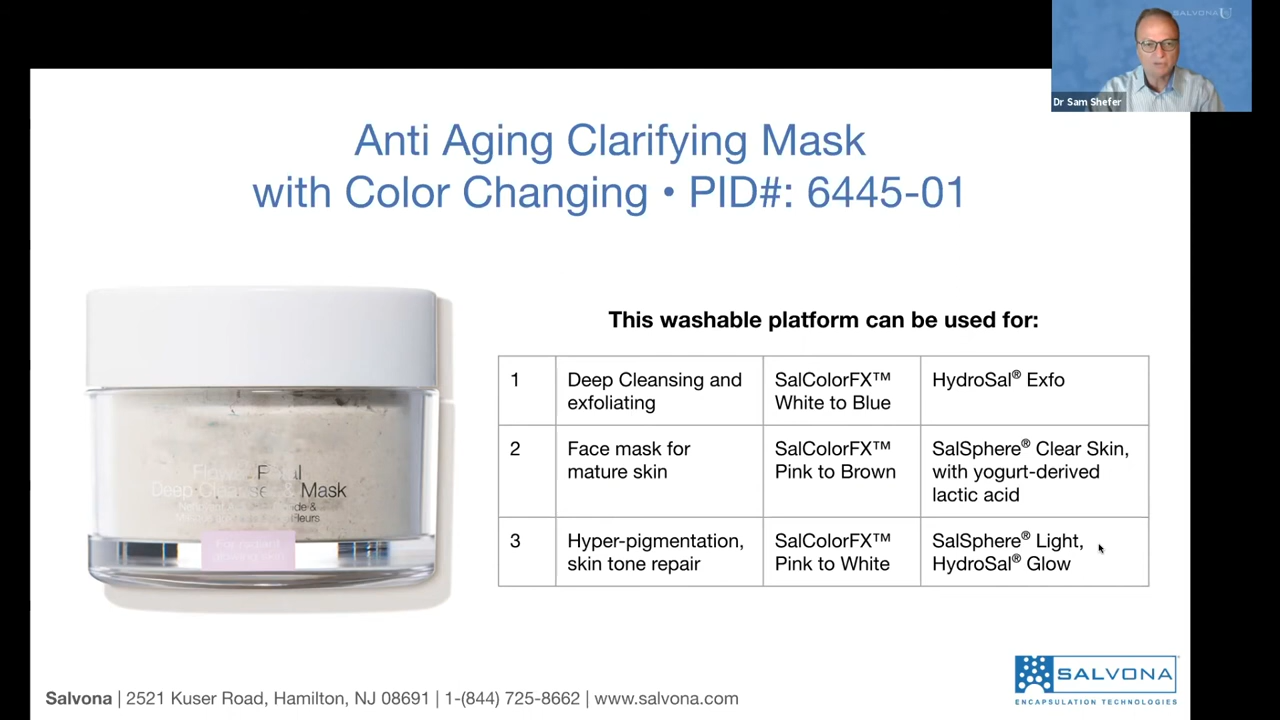 SALVONA
Dr Sam Shefer
Anti Aging Clarifying Mask
with Color Changing • PID#: 6445-01
This washable platform can be used for:
1
Deep Cleansing and
exfoliating
SalColorFX™
White to Blue
HydroSal® Exfo
2
Face mask for
mature skin
SalColorFX™
Pink to Brown
SalSphere® Clear Skin,
with yogurt-derived
lactic acid
3
Hyper-pigmentation,
skin tone repair
SalColorFX™
Pink to White
SalSphere® Light,
HydroSal® Glow
Flower Petal
Deep Cleanser & Mask
Salvona | 2521 Kuser Road, Hamilton, NJ 08691 | 1-(844) 725-8662 | www.salvona.com
SALVONA
ENCAPSULATION TECHNOLOGIES